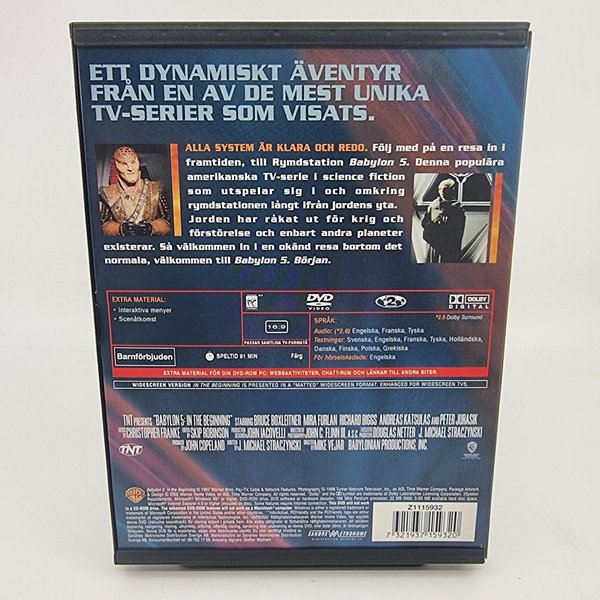 ETT DYNAMISKT ÄVENTYR
FRÅN EN AV DE MEST UNIKA
TV-SERIER SOM VISATS.
ALLA SYSTEM ÄR KLARA OCH REDO. Följ med på en resa in i
framtiden, till Rymdstation Babylon 5. Denna populära
amerikanska TV-serie i science fiction
som utspelar sig i och omkring
rymdstationen långt ifrån jordens yta.
Jorden har råkat ut för krig och
förstörelse och enbart andra planeter
existerar. Så välkommen in i en okänd resa bortom det
normala, välkommen till Babylon 5. Början.
EXTRA MATERIAL:
• Interaktiva menyer
• Scenåtkomst
Barnförbjuden
SPELTID 91 MIN
Färg
16:9
PASSAR SAMTLIGA TV-FORMAT
DVD
VIDEO
2
DOLBY
DIGITAL
*2.0 Dolby Surround
SPRÅK:
Audio: (*2.0) Engelska, Franska, Tyska
Textningar: Svenska, Engelska, Franska, Tyska, Holländska,
Danska, Finska, Polska, Grekiska
För hörselskadade: Engelska
EXTRA MATERIAL FÖR DIN DVD-ROM PC: WEBBAKTIVITETER, CHATT-RUM OCH LÄNKAR TILL ANDRA SITER
WIDESCREEN VERSION IN THE BEGINNING IS PRESENTED IN A "MATTED" WIDESCREEN FORMAT. ENHANCED FOR WIDESCREEN TVS.
TNT PRESENTS "BABYLON 5: IN THE BEGINNING" STARRING BRUCE BOXLEITNER MIRA FURLAN RICHARD BIGGS ANDREAS KATSULAS AND PETER JURASIK
CHRISTOPHER FRANKE SKIP ROBINSON JOHN IACOVELLI JOHN C. FLINN III, A.S.C. DOUGLAS NETTER J. MICHAEL STRACZYNSKI
JOHN COPELAND J. MICHAEL STRACZYNSKI MIKE VEJAR BABYLONIAN PRODUCTIONS, INC.
TNT
SANDREW METRONOME
Z1115932
7 321937 159320